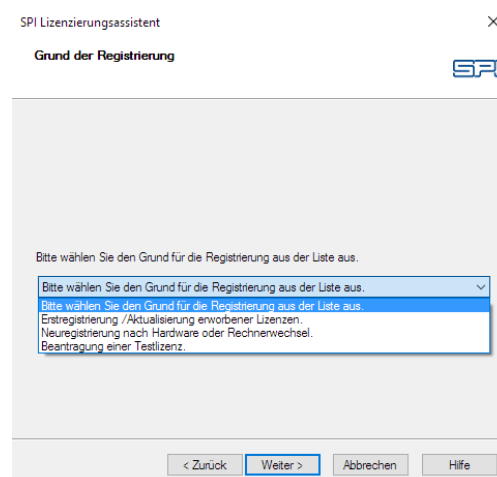 SPI Lizenzierungsassistent
Grund der Registrierung
SPI
Bitte wählen Sie den Grund für die Registrierung aus der Liste aus.
Bitte wählen Sie den Grund für die Registrierung aus der Liste aus.
Bitte wählen Sie den Grund für die Registrierung aus der Liste aus.
Erstregistrierung /Aktualisierung erworbener Lizenzen.
Neuregistrierung nach Hardware oder Rechnerwechsel.
Beantragung einer Testlizenz.
< Zurück Weiter > Abbrechen Hilfe